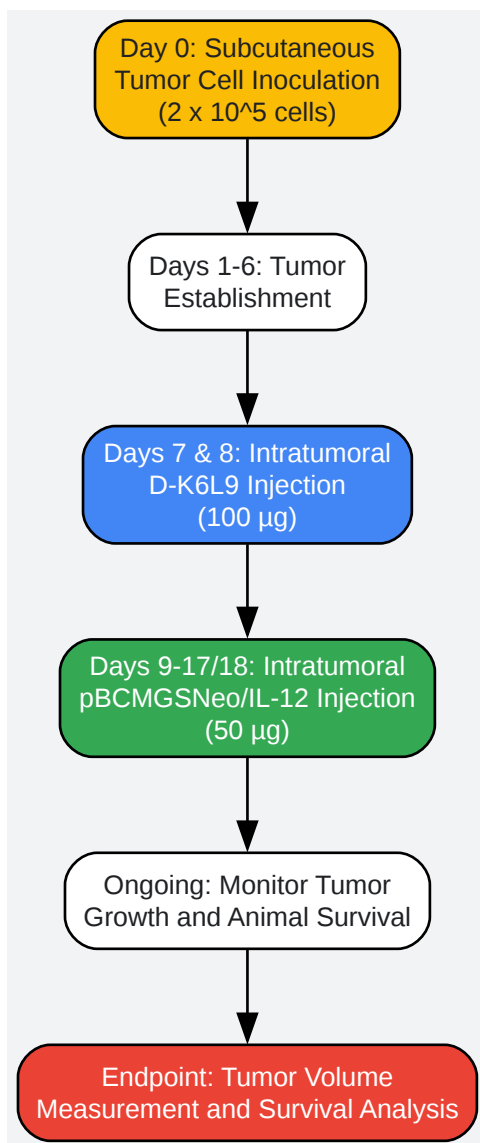 Day 0: Subcutaneous
Tumor Cell Inoculation
(2 x 10^5 cells)
Days 1-6: Tumor
Establishment
Days 7 & 8: Intratumoral
D-K6L9 Injection
(100 µg)
Days 9-17/18: Intratumoral
pBCMGSNeo/IL-12 Injection
(50 µg)
Ongoing: Monitor Tumor
Growth and Animal Survival
Endpoint: Tumor Volume
Measurement and Survival Analysis